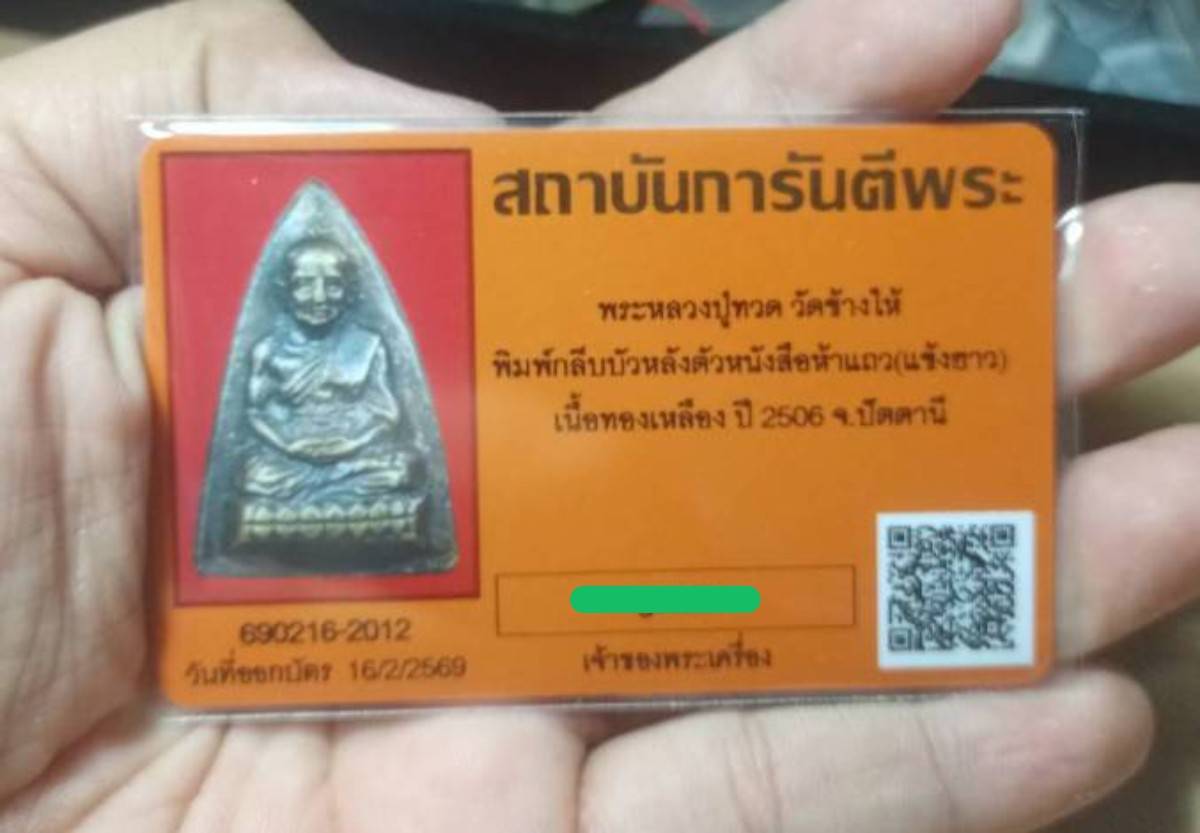 สถาบันการันตีพระ
พระหลวงปู่ทวด วัดช้างให้
พิมพ์กลีบบัวหลังตัวหนังสือห้าแถว(แข้งยาว)
เนื้อทองเหลือง ปี 2506 จ.ปัตตานี
690216-2012
วันที่ออกบัตร 16/2/2569
เจ้าของพระเครื่อง